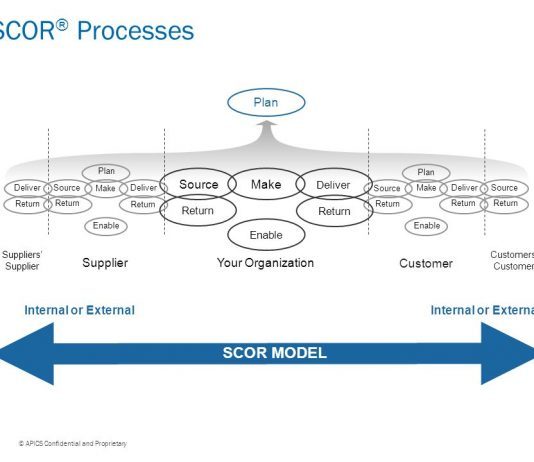 SCOR® Processes
Plan
Plan
Plan
Deliver Source Make Deliver Source Make Deliver Source Make Deliver Source
Return Return Return Return Return Return Return Return
Enable Enable Enable
Suppliers' Supplier
Supplier
Your Organization
Customer
Customers
Customer
Internal or External
Internal or Externa
SCOR MODEL
© APICS Confidential and Proprietary